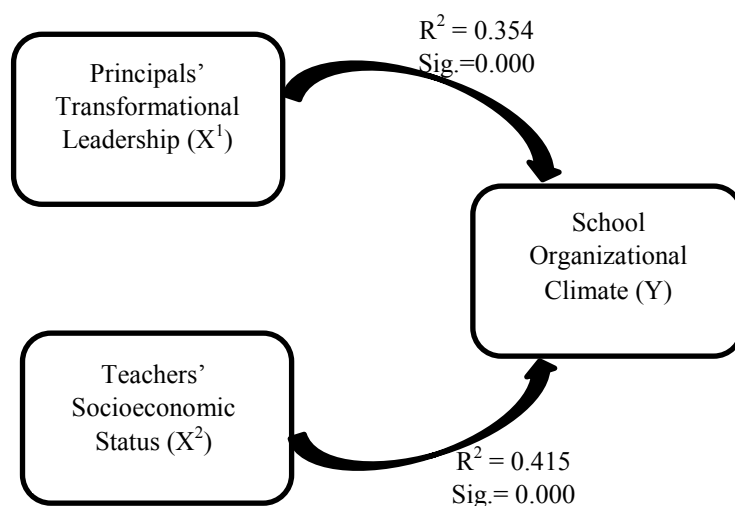 R² = 0.354
Sig.=0.000
Principals’
Transformational
Leadership (X¹)
School
Organizational
Climate (Y)
Teachers’
Socioeconomic
Status (X²)
R² = 0.415
Sig.= 0.000